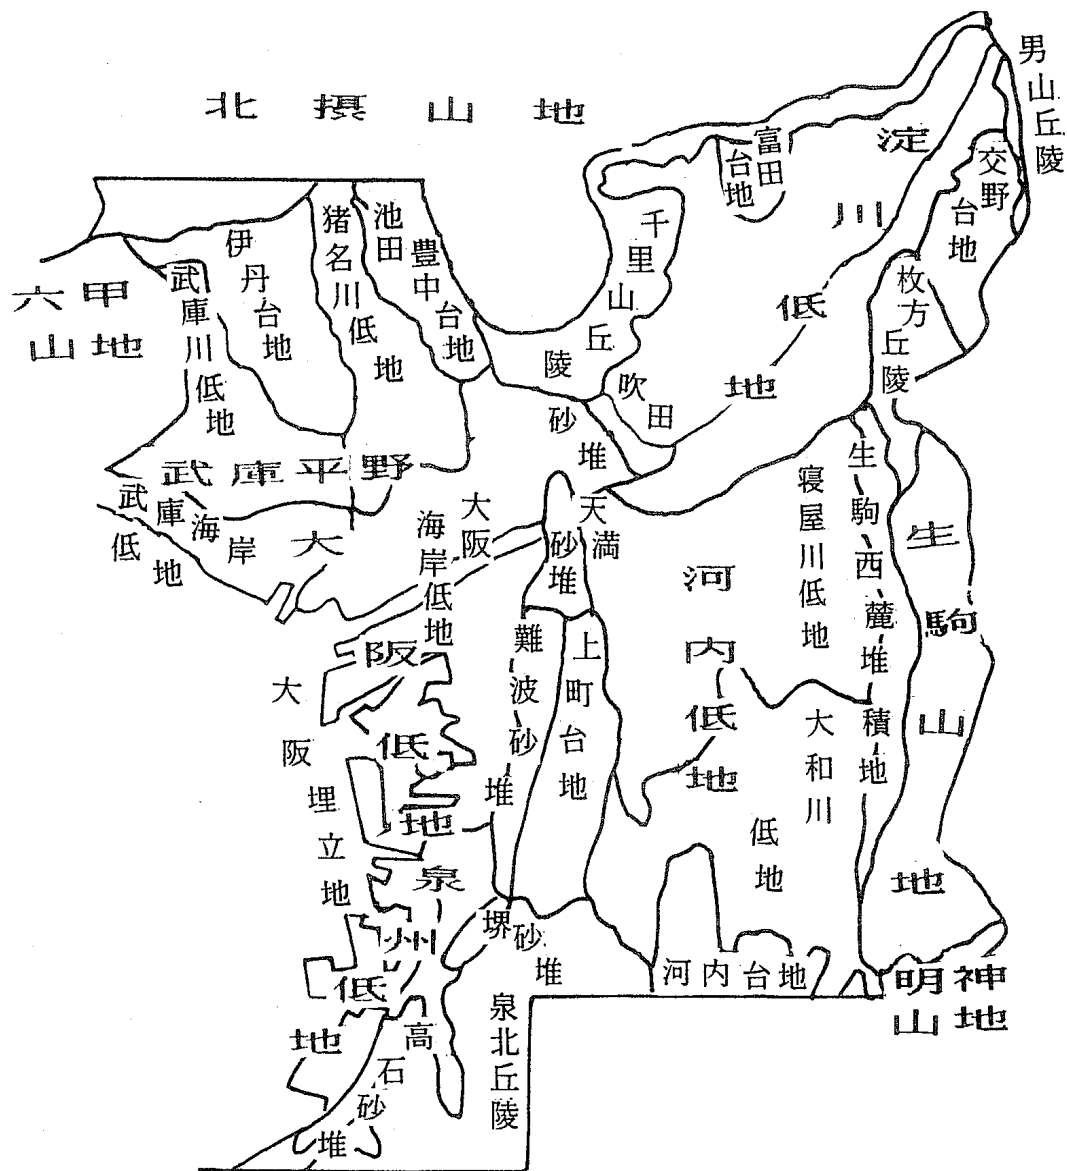 北摂山地
六甲
山地
武庫川低地
伊丹台地
猪名川低地
池田
豊中台地
千里山丘陵
富田
台地
淀川低地
男山丘陵
交野
台地
枚方
丘陵
吹田
砂堆
武庫平野
武庫海岸
低地
大阪
海岸低地
天満
砂堆
大阪低地
難波砂堆
上町台地
河内低地
寝屋川低地
生駒西麓堆積地
生駒山地
大和川
低地
大阪埋立地
泉州低地
堺砂堆
河内台地
明神
山地
高石砂堆
泉北丘陵